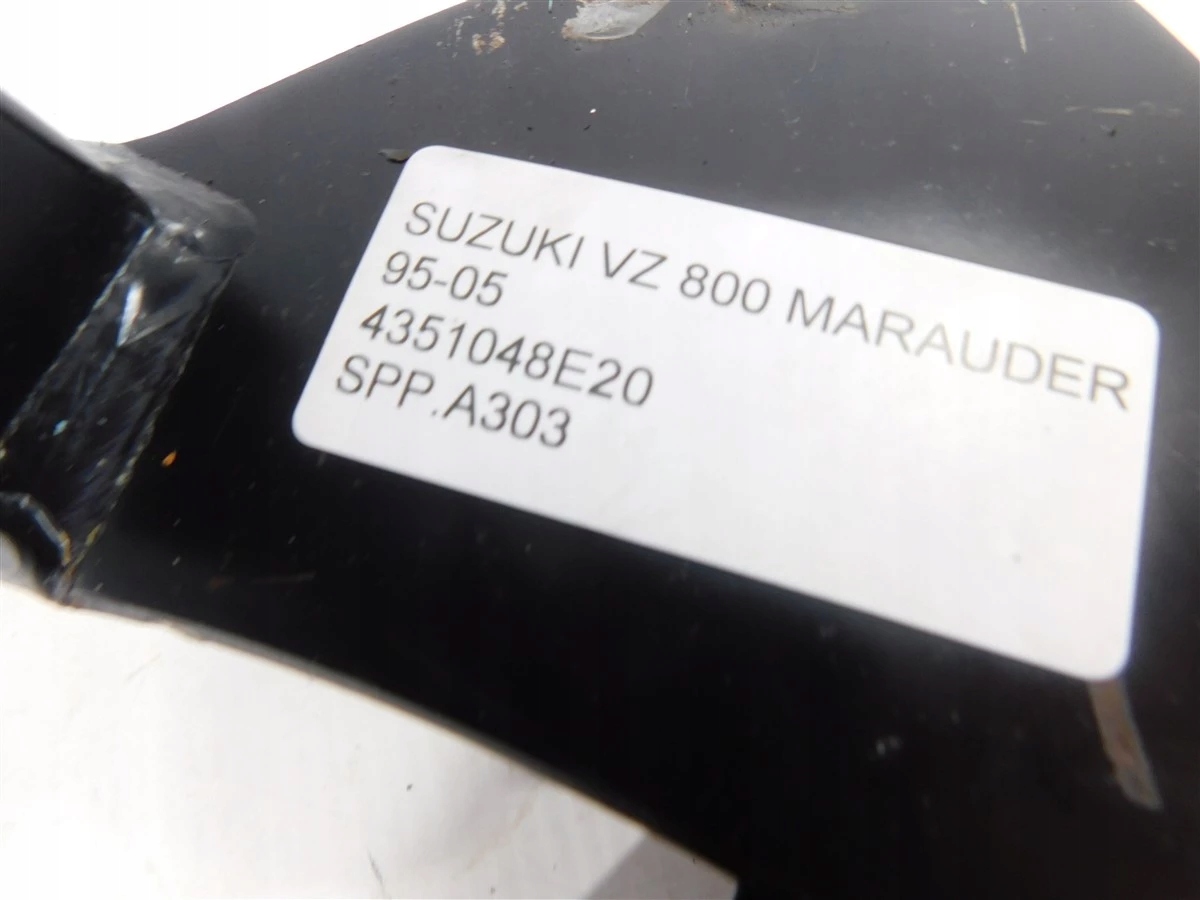 SUZUKI VZ 800 MARAUDER
95-05
4351048E20
SPP.A303